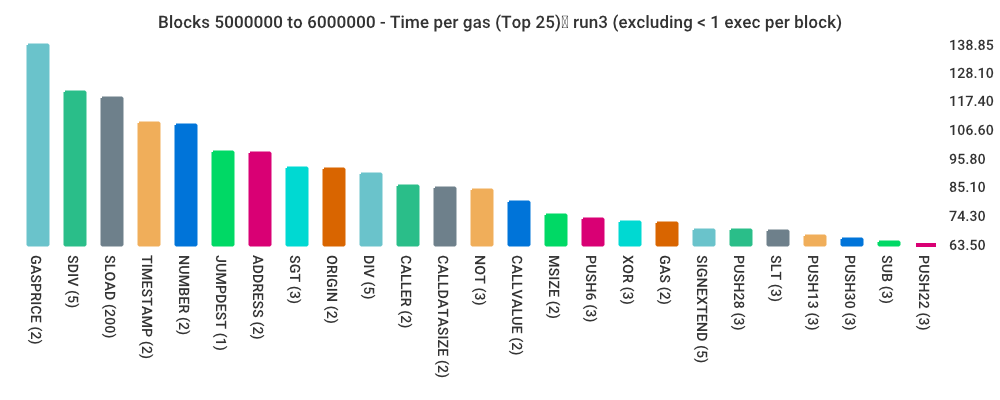 Blocks 5000000 to 6000000 - Time per gas (Top 25) run3 (excluding < 1 exec per block)
138.85
128.10
117.40
106.60
95.80
85.10
74.30
63.50
GASPRICE (2)
SDIV (5)
SLOAD (200)
TIMESTAMP (2)
NUMBER (2)
JUMPDEST (1)
ADDRESS (2)
SGT (3)
ORIGIN (2)
DIV (5)
CALLER (2)
CALLDATASIZE (2)
NOT (3)
CALLVALUE (2)
MSIZE (2)
PUSH6 (3)
XOR (3)
GAS (2)
SIGNEXTEND (5)
PUSH28 (3)
SLT (3)
PUSH13 (3)
PUSH30 (3)
SUB (3)
PUSH22 (3)